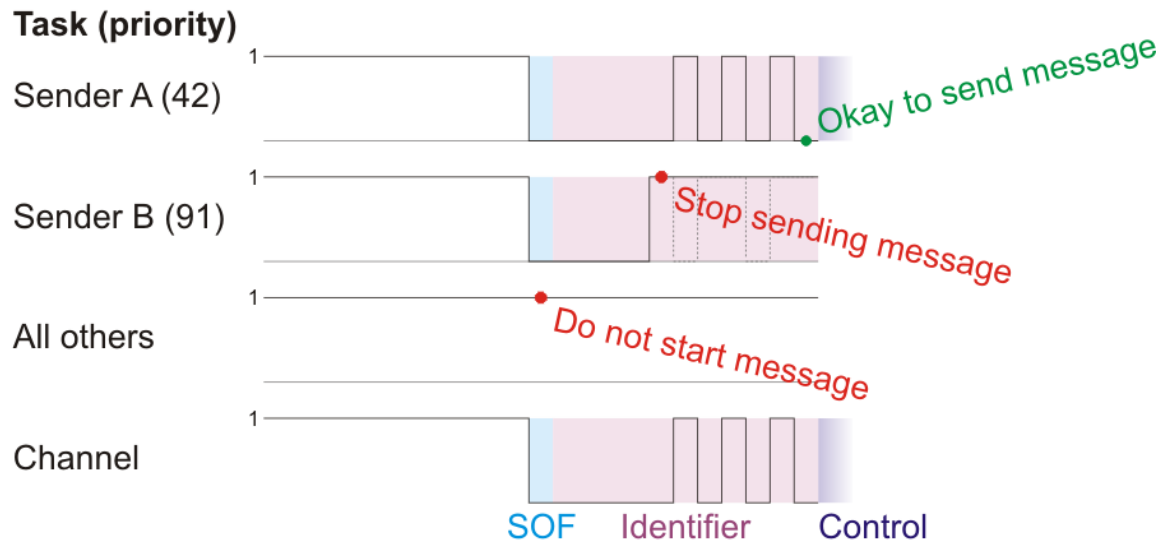 Task (priority)
1
Sender A (42)
Okay to send message
1
Sender B (91)
Stop sending message
1
All others
Do not start message
1
Channel
SOF Identifier Control